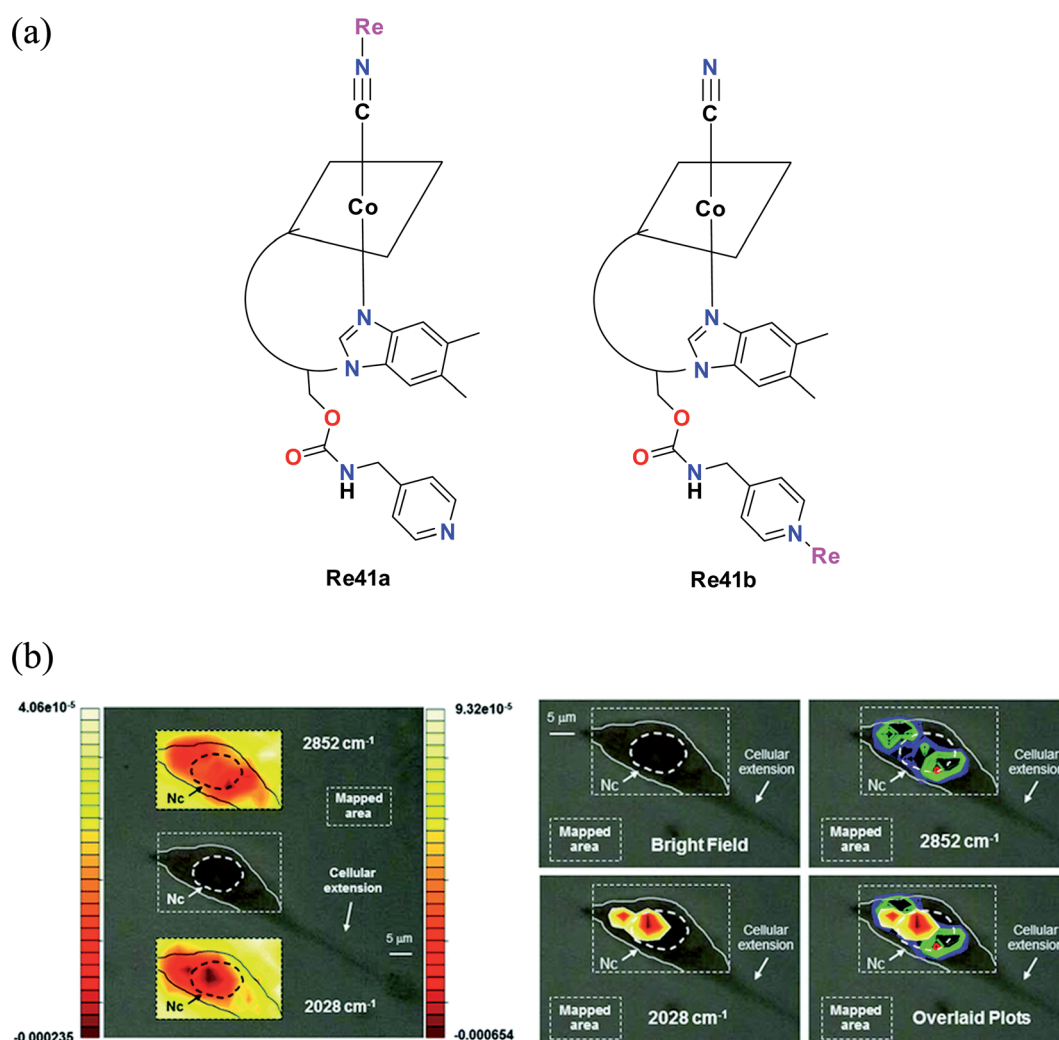 (a)
Re
N
C
Co
N
N
O
O
N
H
N
Re41a
N
C
Co
N
N
O
O
N
H
N
Re
Re41b
(b)
4.06e-5
-0.000235
2852 cm-1
Nc
Mapped
area
Nc
Cellular
extension
5 µm
Nc
2028 cm-1
9.32e-5
-0.000654
5 µm
Nc
Cellular
extension
Mapped
area
Bright Field
Nc
Cellular
extension
Mapped
area
2852 cm-1
Nc
Cellular
extension
Mapped
area
2028 cm-1
Nc
Cellular
extension
Mapped
area
Overlaid Plots